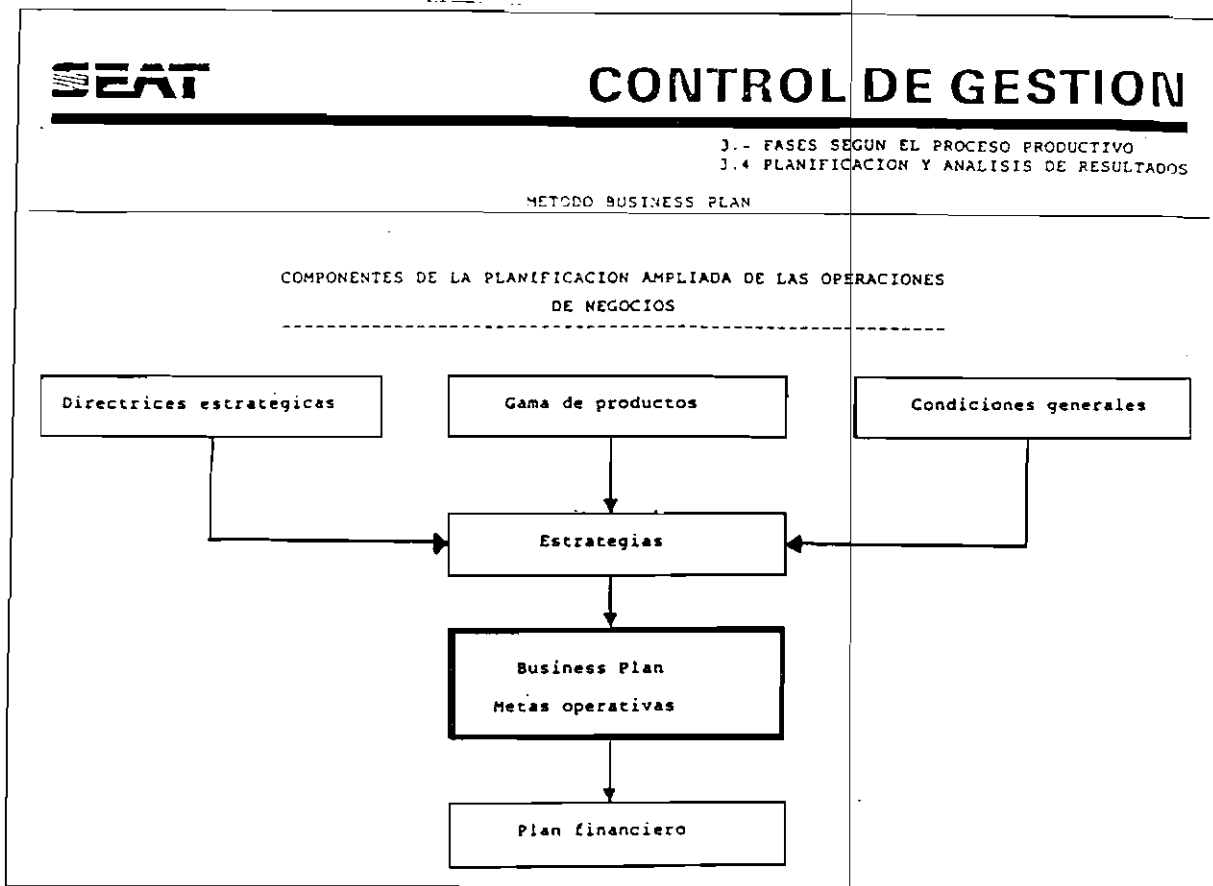 SEAT
CONTROL DE GESTION
3.- FASES SEGUN EL PROCESO PRODUCTIVO
3.4 PLANIFICACION Y ANALISIS DE RESULTADOS
METODO BUSINESS PLAN
COMPONENTES DE LA PLANIFICACION AMPLIADA DE LAS OPERACIONES
DE NEGOCIOS
Directrices estratégicas
Gama de productos
Condiciones generales
Estrategias
Business Plan
Metas operativas
Plan financiero